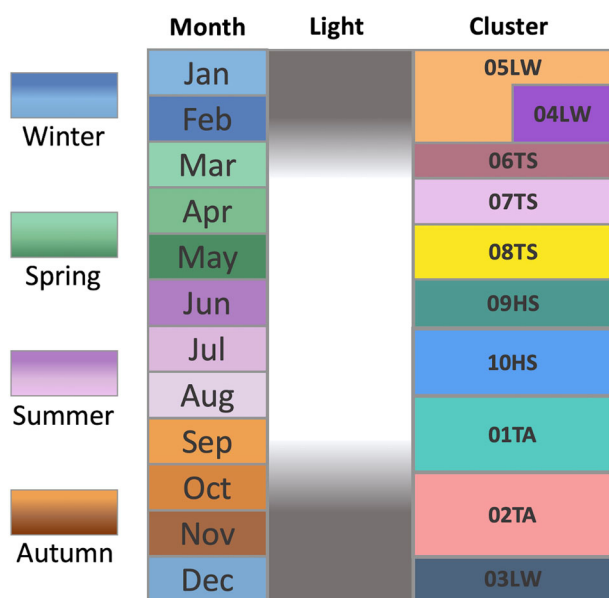 Month Light Cluster
Winter
Spring
Summer
Autumn
Jan
Feb
Mar
Apr
May
Jun
Jul
Aug
Sep
Oct
Nov
Dec
05LW
04LW
06TS
07TS
08TS
09HS
10HS
01TA
02TA
03LW